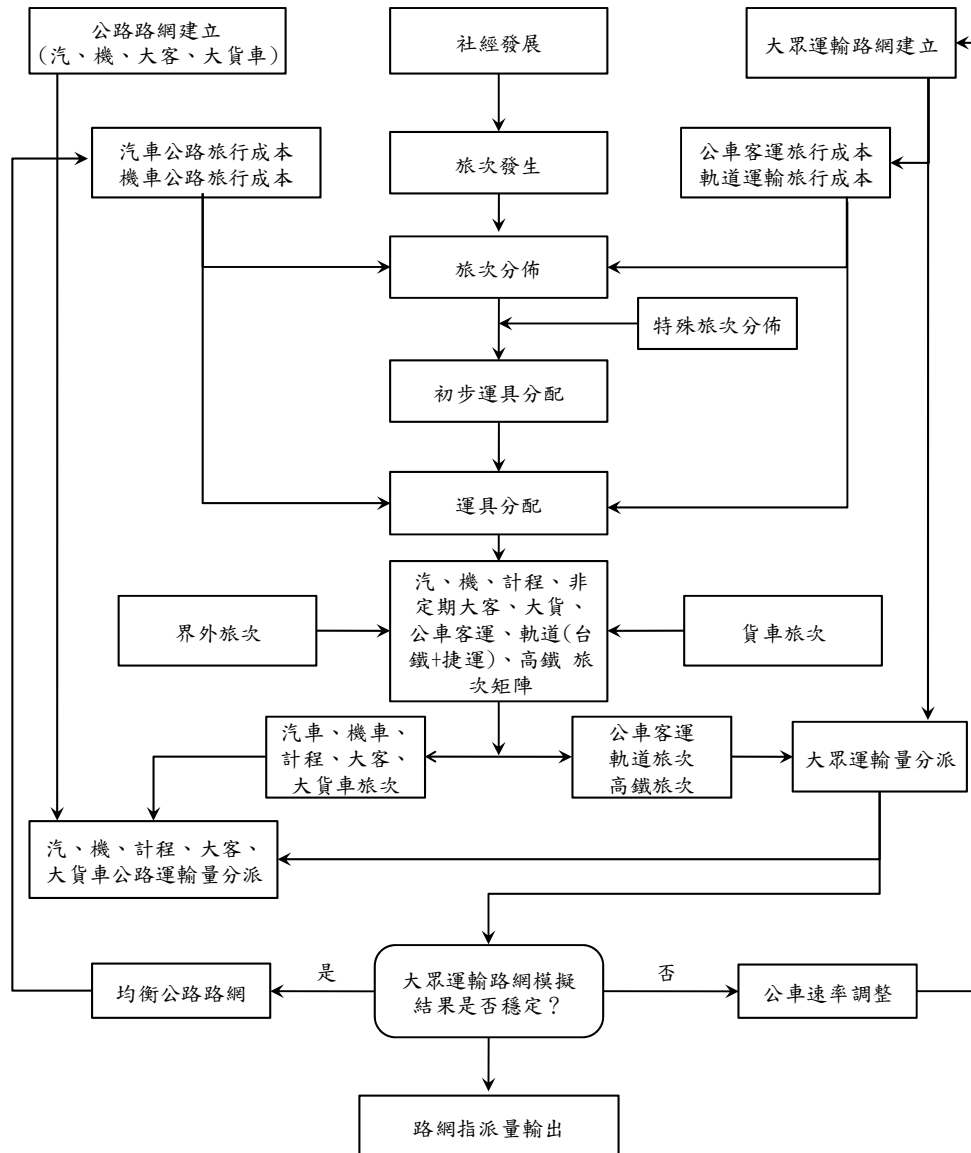 公路路網建立
(汽、機、大客、大貨車)
社經發展
大眾運輸路網建立
汽車公路旅行成本
機車公路旅行成本
旅次發生
公車客運旅行成本
軌道運輸旅行成本
旅次分佈
特殊旅次分佈
初步運具分配
運具分配
汽、機、計程、非
定期大客、大貨、
公車客運、軌道(台
鐵+捷運)、高鐵 旅
次矩陣
界外旅次
貨車旅次
汽車、機車、
計程、大客、
大貨車旅次
公車客運
軌道旅次
高鐵旅次
大眾運輸量分派
汽、機、計程、大客、
大貨車公路運輸量分派
均衡公路路網
是
大眾運輸路網模擬
結果是否穩定？
否
公車速率調整
路網指派量輸出